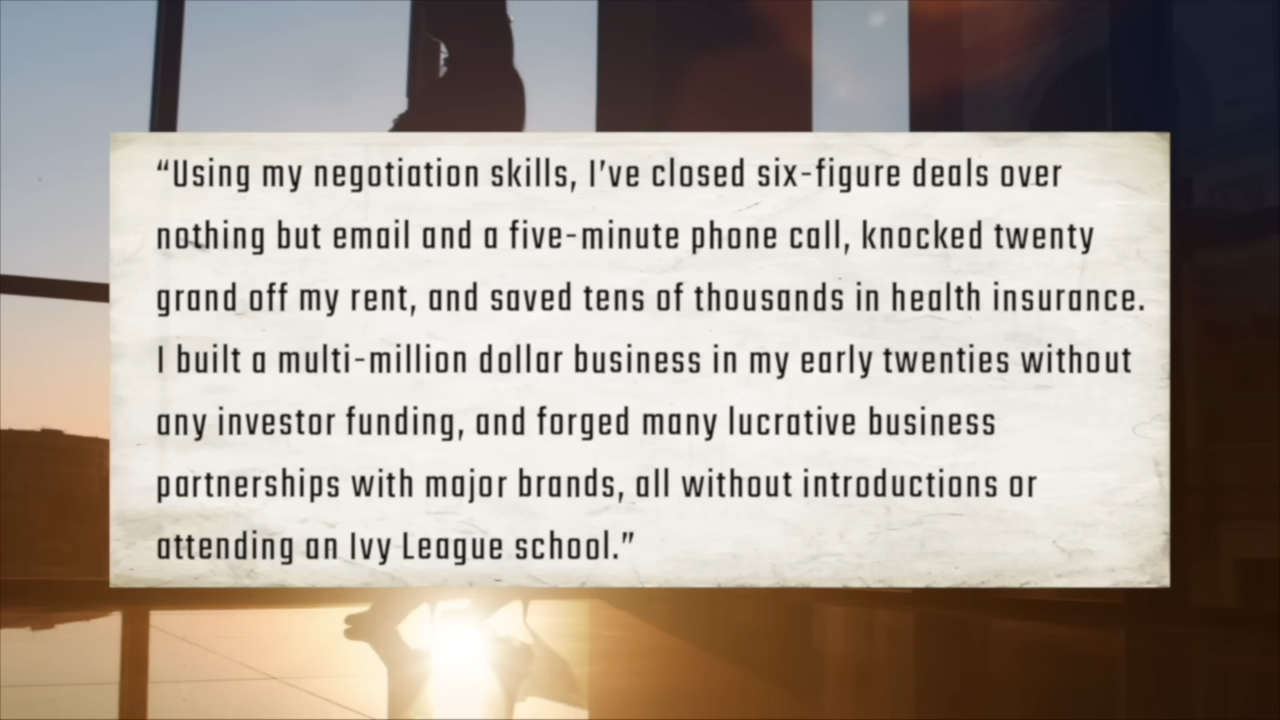 “Using my negotiation skills, I’ve closed six-figure deals over
nothing but email and a five-minute phone call, knocked twenty
grand off my rent, and saved tens of thousands in health insurance.
I built a multi-million dollar business in my early twenties without
any investor funding, and forged many lucrative business
partnerships with major brands, all without introductions or
attending an Ivy League school.”